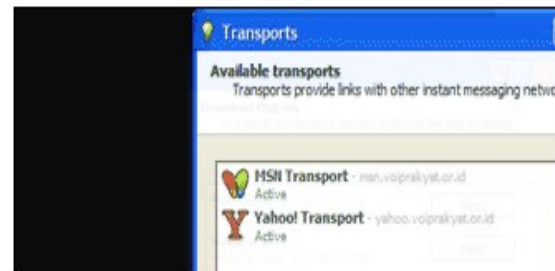 Transports
Available transports
Transports provide links with other instant messaging netwo
MSN Transport - msn.voiprakyat.or.id
Active
Yahoo! Transport - yahoo.voiprakyat.or.id
Active